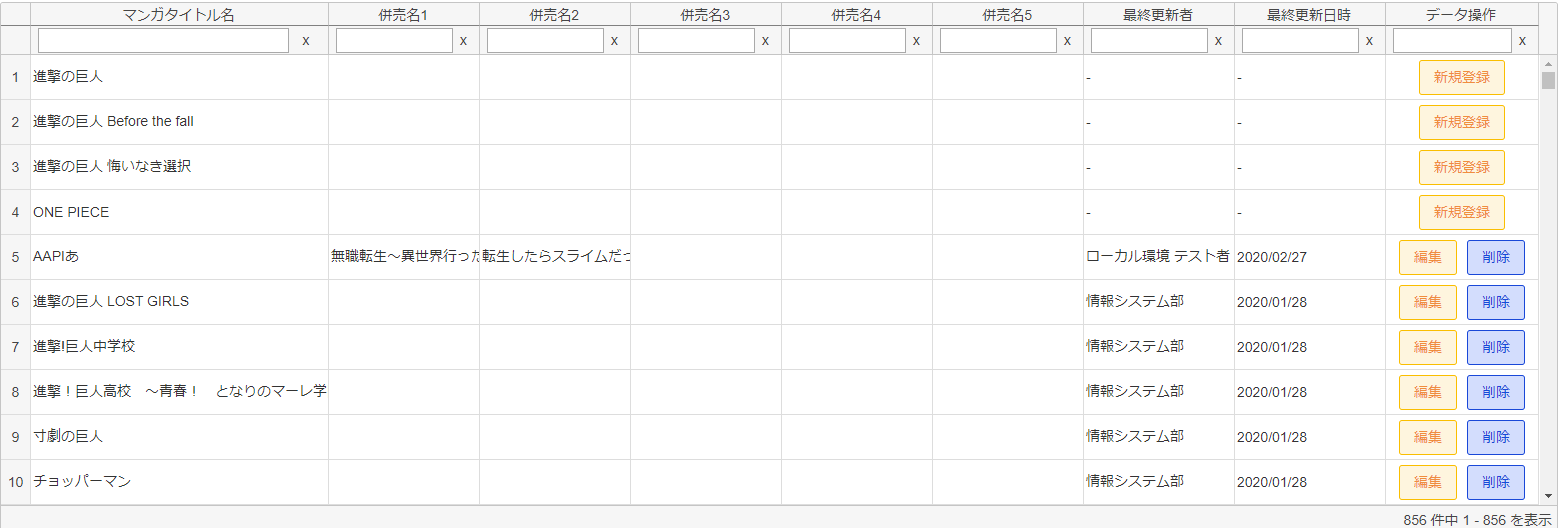 マンガタイトル名 併売名1 併売名2 併売名3 併売名4 併売名5 最終更新者 最終更新日時 データ操作
x x x x x x x x x
1 進撃の巨人 - - 新規登録
2 進撃の巨人 Before the fall - - 新規登録
3 進撃の巨人 悔いなき選択 - - 新規登録
4 ONE PIECE - - 新規登録
5 AAPIあ 無職転生～異世界行った 転生したらスライムだっ ローカル環境 テスト者 2020/02/27 編集 削除
6 進撃の巨人 LOST GIRLS 情報システム部 2020/01/28 編集 削除
7 進撃!巨人中学校 情報システム部 2020/01/28 編集 削除
8 進撃！巨人高校　～青春！　となりのマーレ学 情報システム部 2020/01/28 編集 削除
9 寸劇の巨人 情報システム部 2020/01/28 編集 削除
10 チョッパーマン 情報システム部 2020/01/28 編集 削除
856 件中 1 - 856 を表示